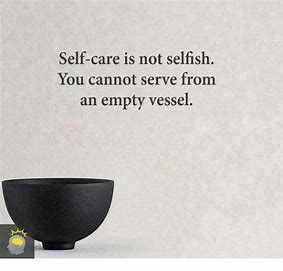 Self-care is not selfish.
You cannot serve from
an empty vessel.